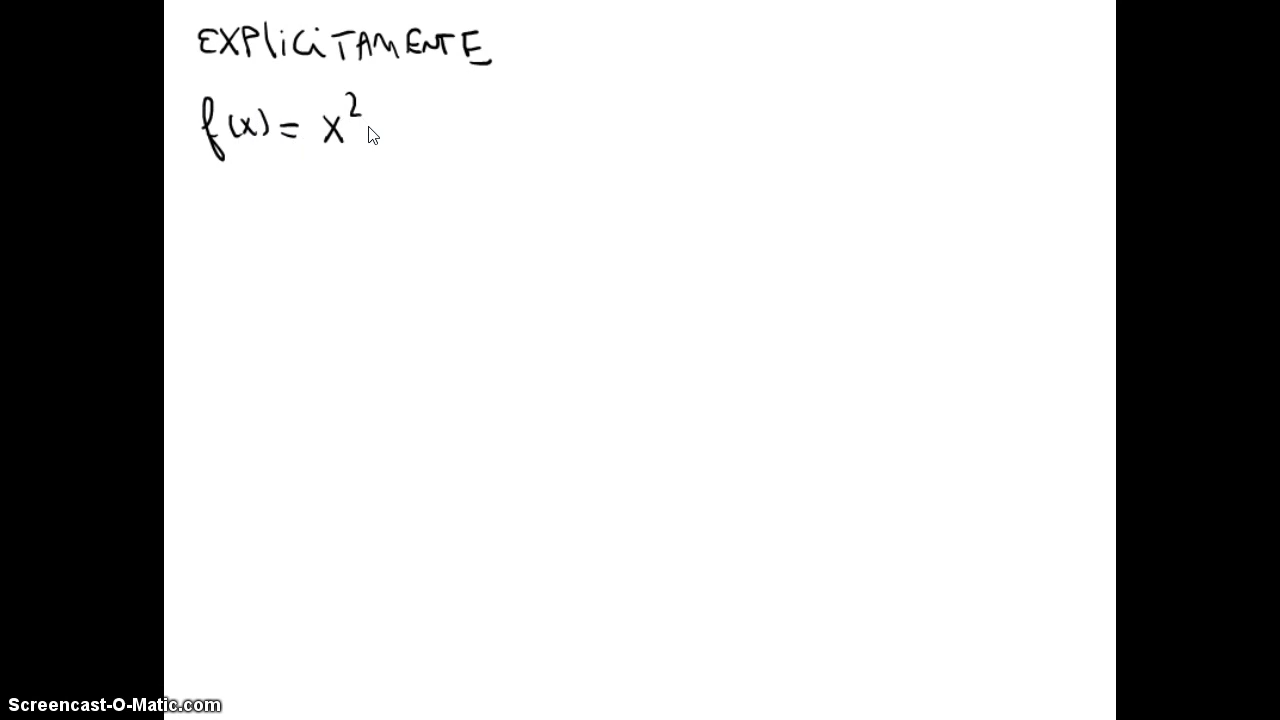 EXPLICITAMENTE
f(x) = x²
Screencast-O-Matic.com